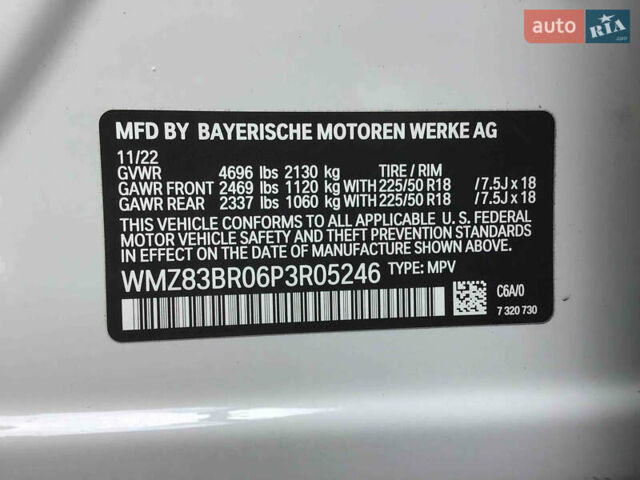 auto RIA.com
MFD BY BAYERISCHE MOTOREN WERKE AG
11/22
GVWR 4696 lbs 2130 kg TIRE / RIM
GAWR FRONT 2469 lbs 1120 kg WITH 225/50 R18 / 7.5J x 18
GAWR REAR 2337 lbs 1060 kg WITH 225/50 R18 / 7.5J x 18
THIS VEHICLE CONFORMS TO ALL APPLICABLE U. S. FEDERAL
MOTOR VEHICLE SAFETY, BUMPER, AND THEFT PREVENTION
STANDARDS IN EFFECT ON THE DATE OF MANUFACTURE SHOWN ABOVE.
WMZ83BR06P3R05246 TYPE: MPV
C6A/0
7 320 730